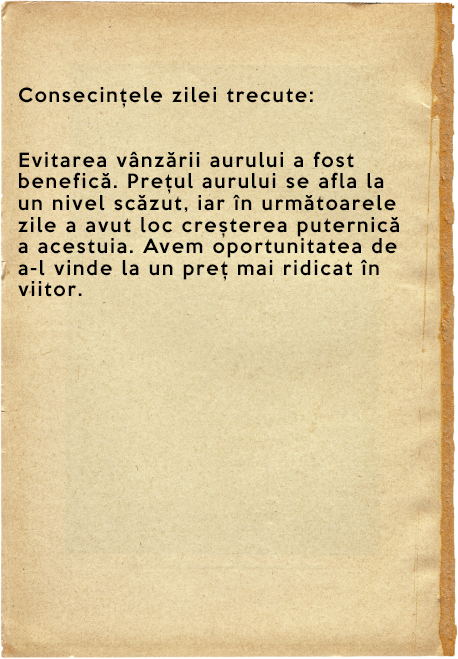 Consecințele zilei trecute:
Evitarea vânzării aurului a fost
benefică. Prețul aurului se afla la
un nivel scăzut, iar în următoarele
zile a avut loc creșterea puternică
a acestuia. Avem oportunitatea de
a-l vinde la un preț mai ridicat în
viitor.